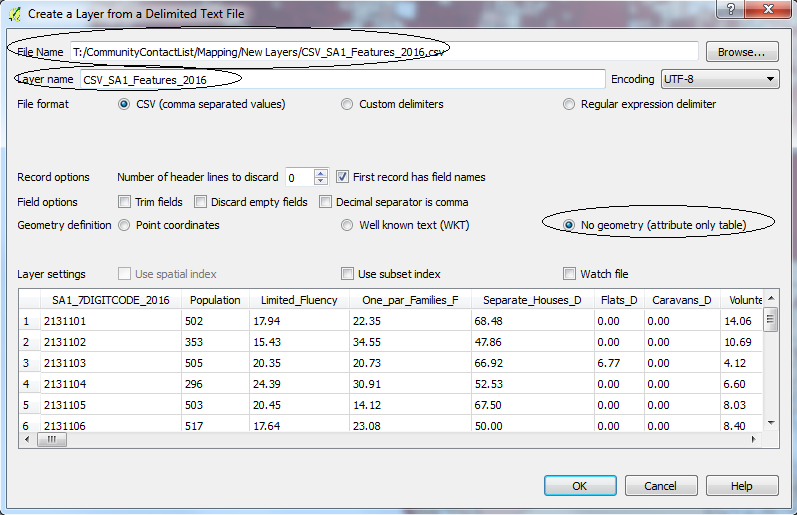 Create a Layer from a Delimited Text File
File Name T:/CommunityContactList/Mapping/New Layers/CSV_SA1_Features_2016.csv Browse...
Layer name CSV_SA1_Features_2016 Encoding UTF-8
File format CSV (comma separated values) Custom delimiters Regular expression delimiter
Record options Number of header lines to discard 0 First record has field names
Field options Trim fields Discard empty fields Decimal separator is comma
Geometry definition Point coordinates Well known text (WKT) No geometry (attribute only table)
Layer settings Use spatial index Use subset index Watch file
SA1_7DIGITCODE_2016 Population Limited_Fluency One_par_Families_F Separate_Houses_D Flats_D Caravans_D Volunte
1 2131101 502 17.94 22.35 68.48 0.00 0.00 14.06
2 2131102 353 15.43 34.55 47.86 0.00 0.00 10.69
3 2131103 505 20.35 20.73 66.92 6.77 0.00 4.12
4 2131104 296 24.39 30.91 52.53 0.00 0.00 6.60
5 2131105 503 20.45 14.12 67.50 0.00 0.00 8.03
6 2131106 517 17.64 23.08 50.00 0.00 0.00 8.40
OK Cancel Help